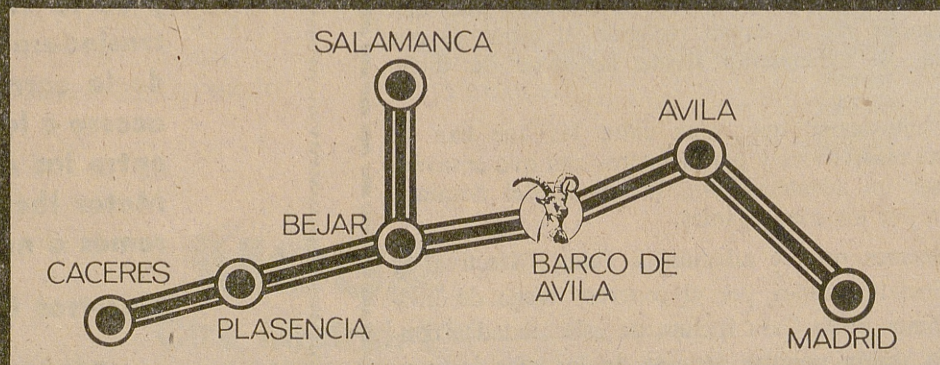 SALAMANCA
AVILA
BEJAR
BARCO DE
AVILA
CACERES
PLASENCIA
MADRID